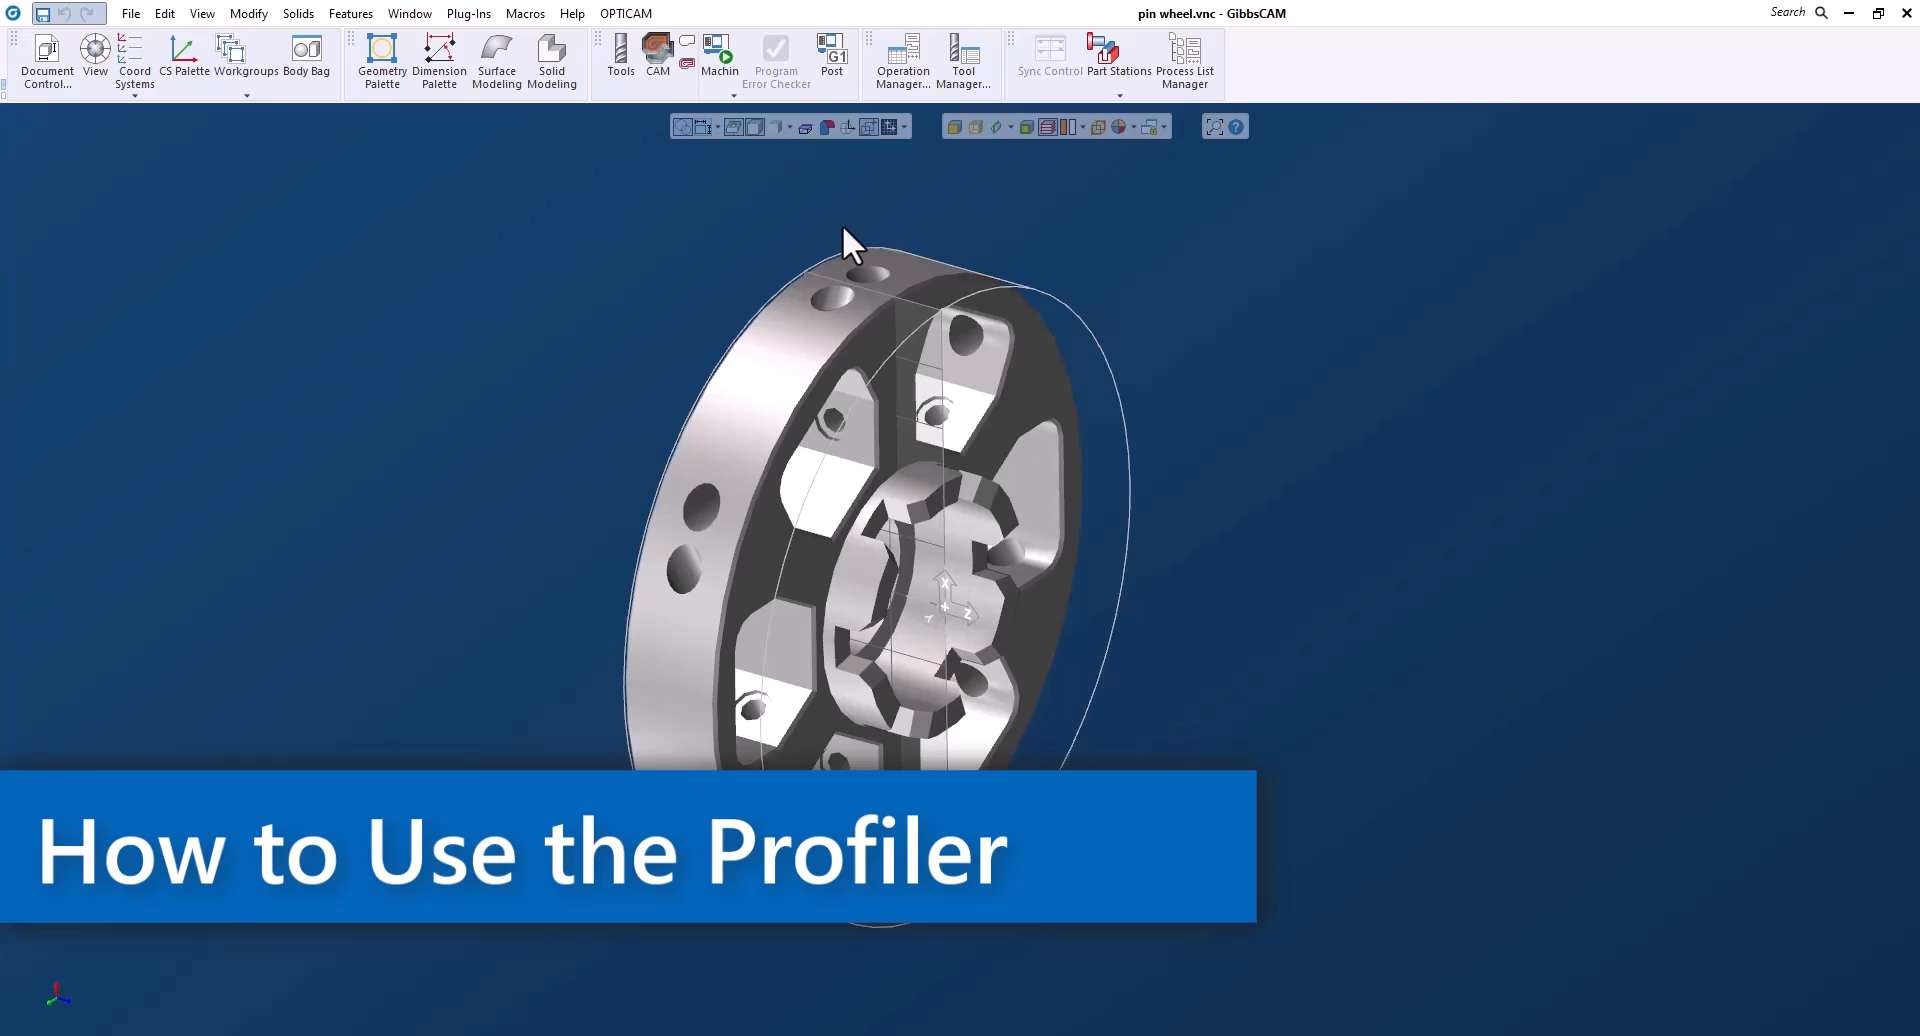 File Edit View Modify Solids Features Window Plug-Ins Macros Help OPTICAM
pin wheel.vnc - GibbsCAM
Search
Document Control...
View
Coord Systems
CS Palette
Workgroups
Body Bag
Geometry Palette
Dimension Palette
Surface Modeling
Solid Modeling
Tools
CAM
Machin
Program Error Checker
G1
Post
Operation Manager...
Tool Manager...
Sync Control
Part Stations
Process List Manager
X
Y
Z
How to Use the Profiler